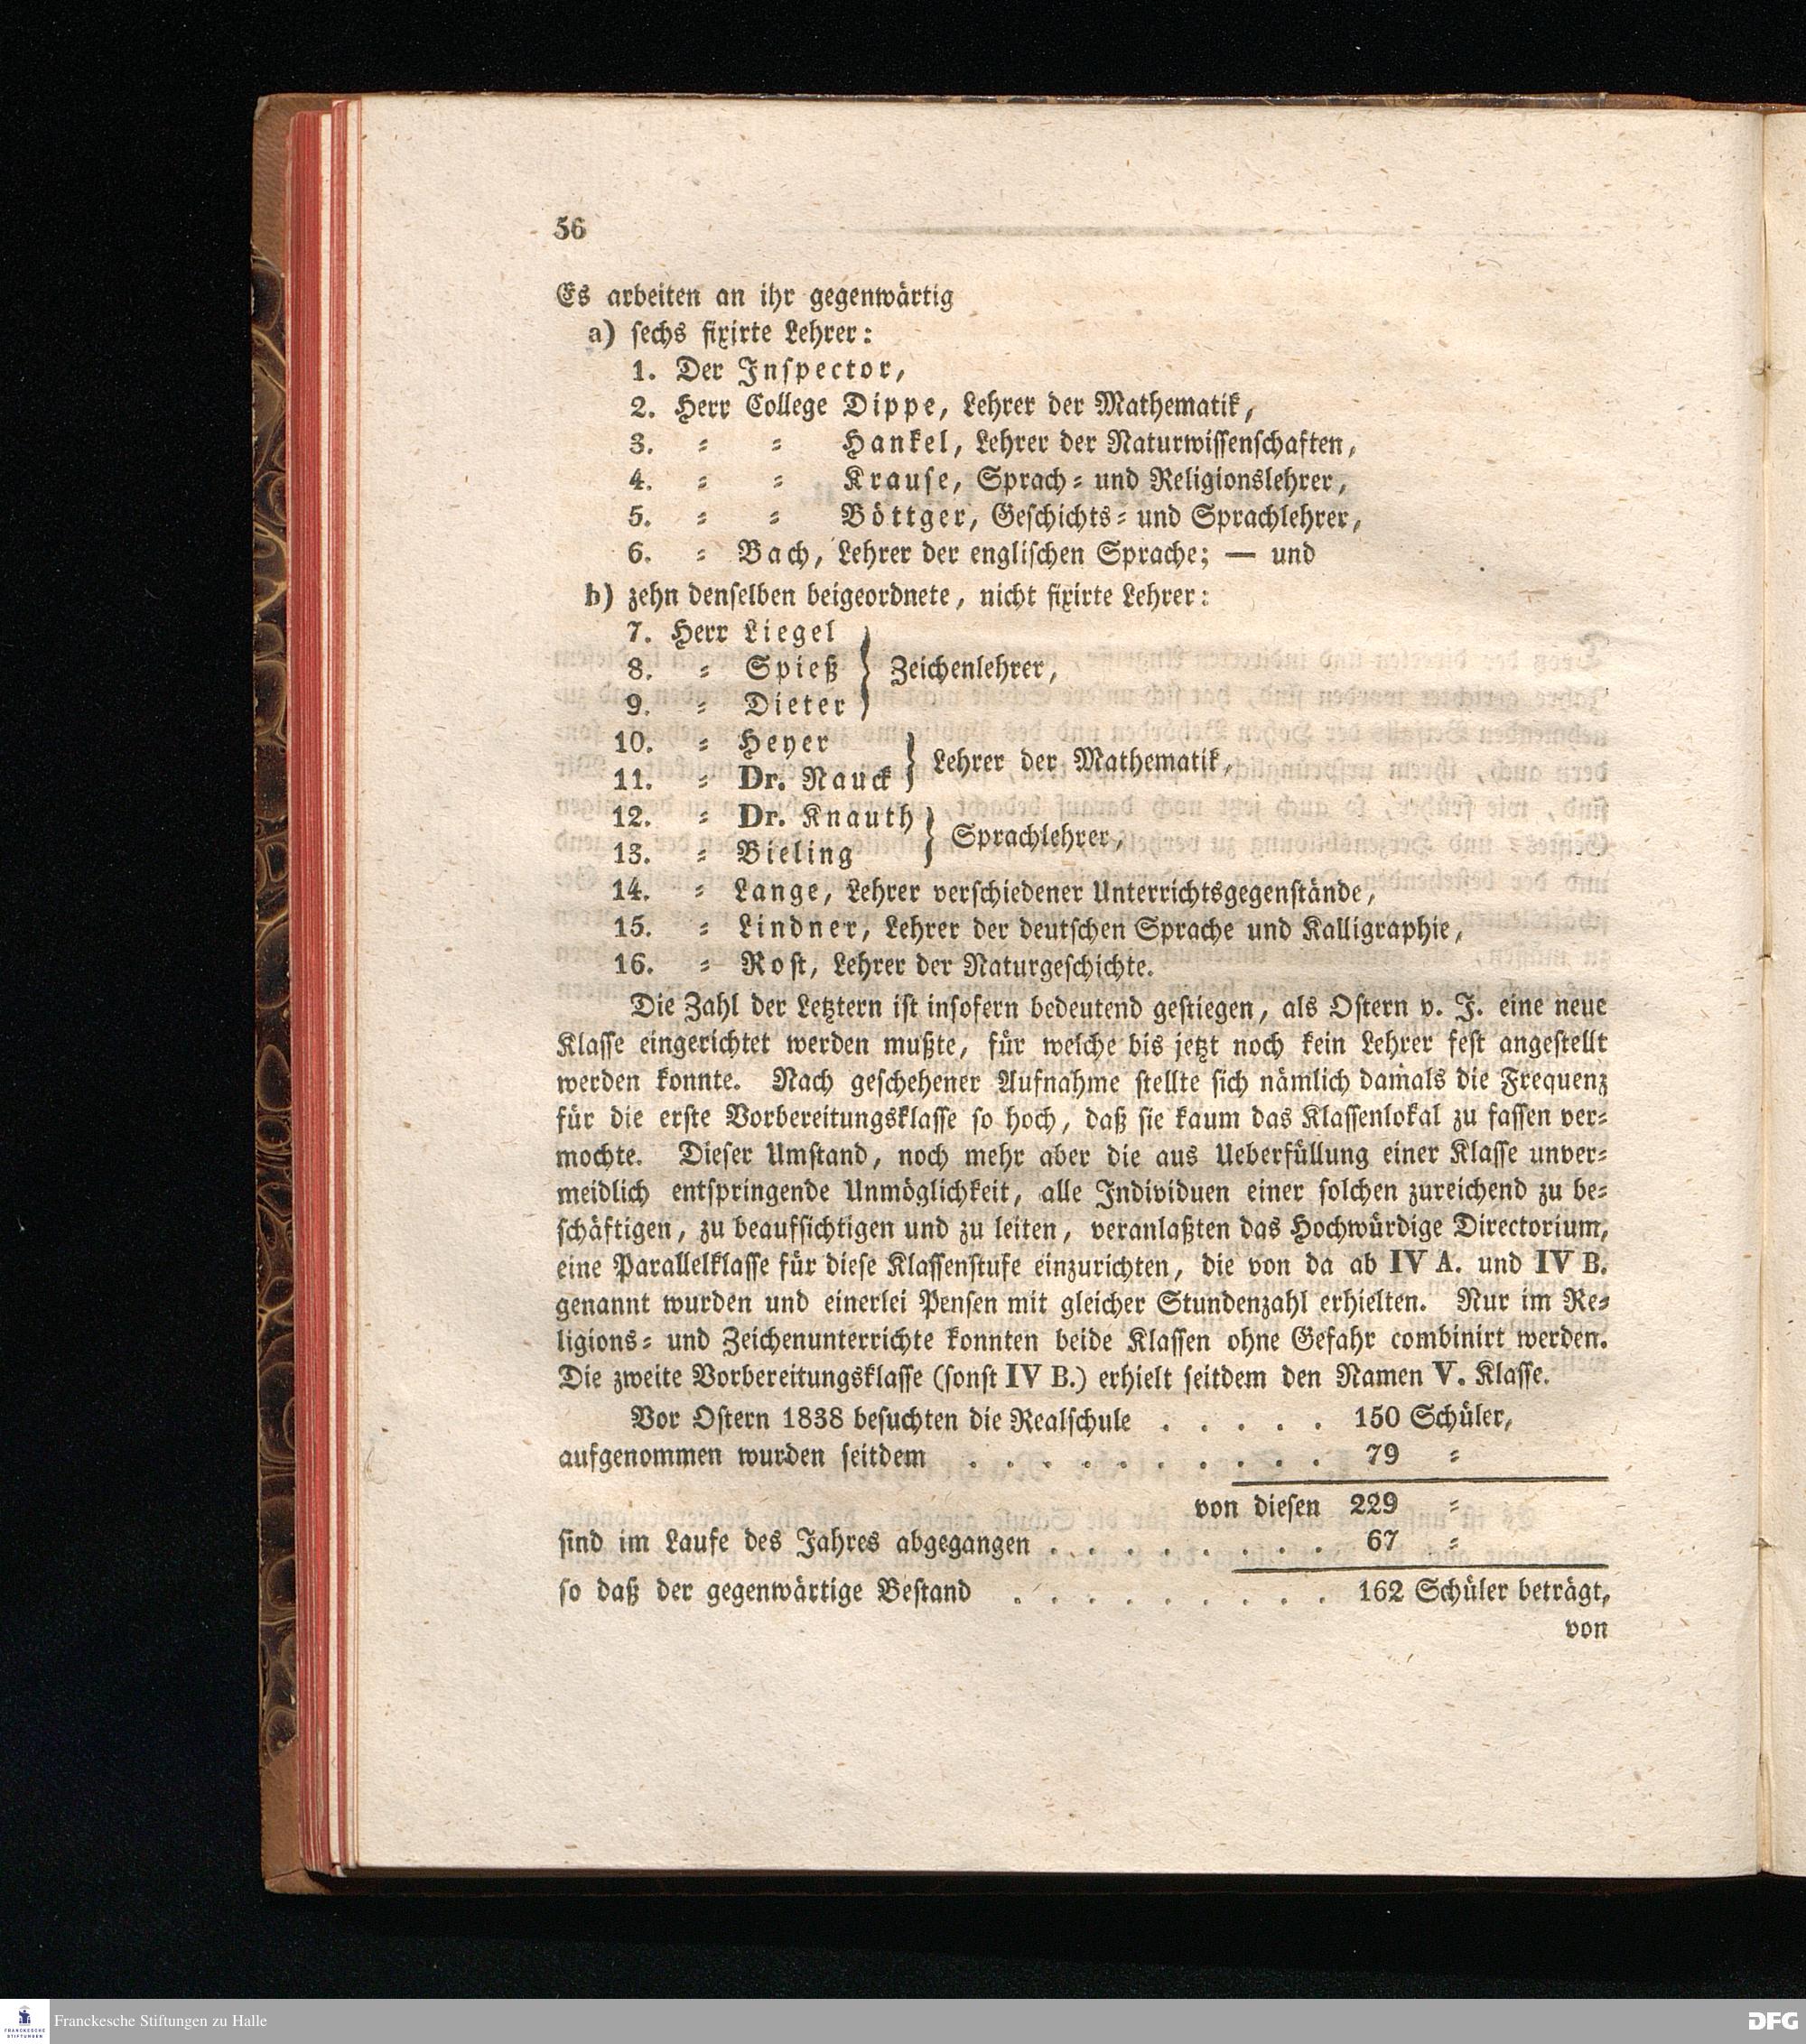 56
Es arbeiten an ihr gegenwärtig
a) ſechs fixirte Lehrer:
1. Der Inſpector,
2. Herr College Dippe, Lehrer der Mathematik,
3. ⸗ ⸗ Hankel, Lehrer der Naturwiſſenſchaften,
4. ⸗ ⸗ Krauſe, Sprach⸗ und Religionslehrer,
5. ⸗ ⸗ Böttger, Geſchichts⸗ und Sprachlehrer,
6. ⸗ Bach, Lehrer der engliſchen Sprache; — und
b) zehn denſelben beigeordnete, nicht fixirte Lehrer:
7. Herr Liegel
8. ⸗ Spieß } Zeichenlehrer,
9. ⸗ Dieter
10. ⸗ Heyer
11. ⸗ Dr. Nauck } Lehrer der Mathematik,
12. ⸗ Dr. Knauth
13. ⸗ Bieling } Sprachlehrer,
14. ⸗ Lange, Lehrer verſchiedener Unterrichtsgegenſtände,
15. ⸗ Lindner, Lehrer der deutſchen Sprache und Kalligraphie,
16. ⸗ Roſt, Lehrer der Naturgeſchichte.
Die Zahl der Letztern iſt inſofern bedeutend geſtiegen, als Oſtern v. J. eine neue
Klaſſe eingerichtet werden mußte, für welche bis jetzt noch kein Lehrer feſt angeſtellt
werden konnte. Nach geſchehener Aufnahme ſtellte ſich nämlich damals die Frequenz
für die erſte Vorbereitungsklaſſe ſo hoch, daß ſie kaum das Klaſſenlokal zu faſſen ver⸗
mochte. Dieſer Umſtand, noch mehr aber die aus Ueberfüllung einer Klaſſe unver⸗
meidlich entſpringende Unmöglichkeit, alle Individuen einer ſolchen zureichend zu be⸗
ſchäftigen, zu beaufſichtigen und zu leiten, veranlaßten das Hochwürdige Directorium,
eine Parallelklaſſe für dieſe Klaſſenſtufe einzurichten, die von da ab IV A. und IV B.
genannt wurden und einerlei Penſen mit gleicher Stundenzahl erhielten. Nur im Re⸗
ligions⸗ und Zeichenunterrichte konnten beide Klaſſen ohne Gefahr combinirt werden.
Die zweite Vorbereitungsklaſſe (ſonſt IV B.) erhielt ſeitdem den Namen V. Klaſſe.
Vor Oſtern 1838 beſuchten die Realſchule . . . . . 150 Schüler,
aufgenommen wurden ſeitdem . . . . . . . . . . 79 ⸗
von dieſen 229 ⸗
ſind im Laufe des Jahres abgegangen . . . . . . . . 67 ⸗
ſo daß der gegenwärtige Beſtand . . . . . . . . . 162 Schüler beträgt,
von
Franckesche Stiftungen zu Halle
FRANCKESCHE
STIFTUNGEN
DFG